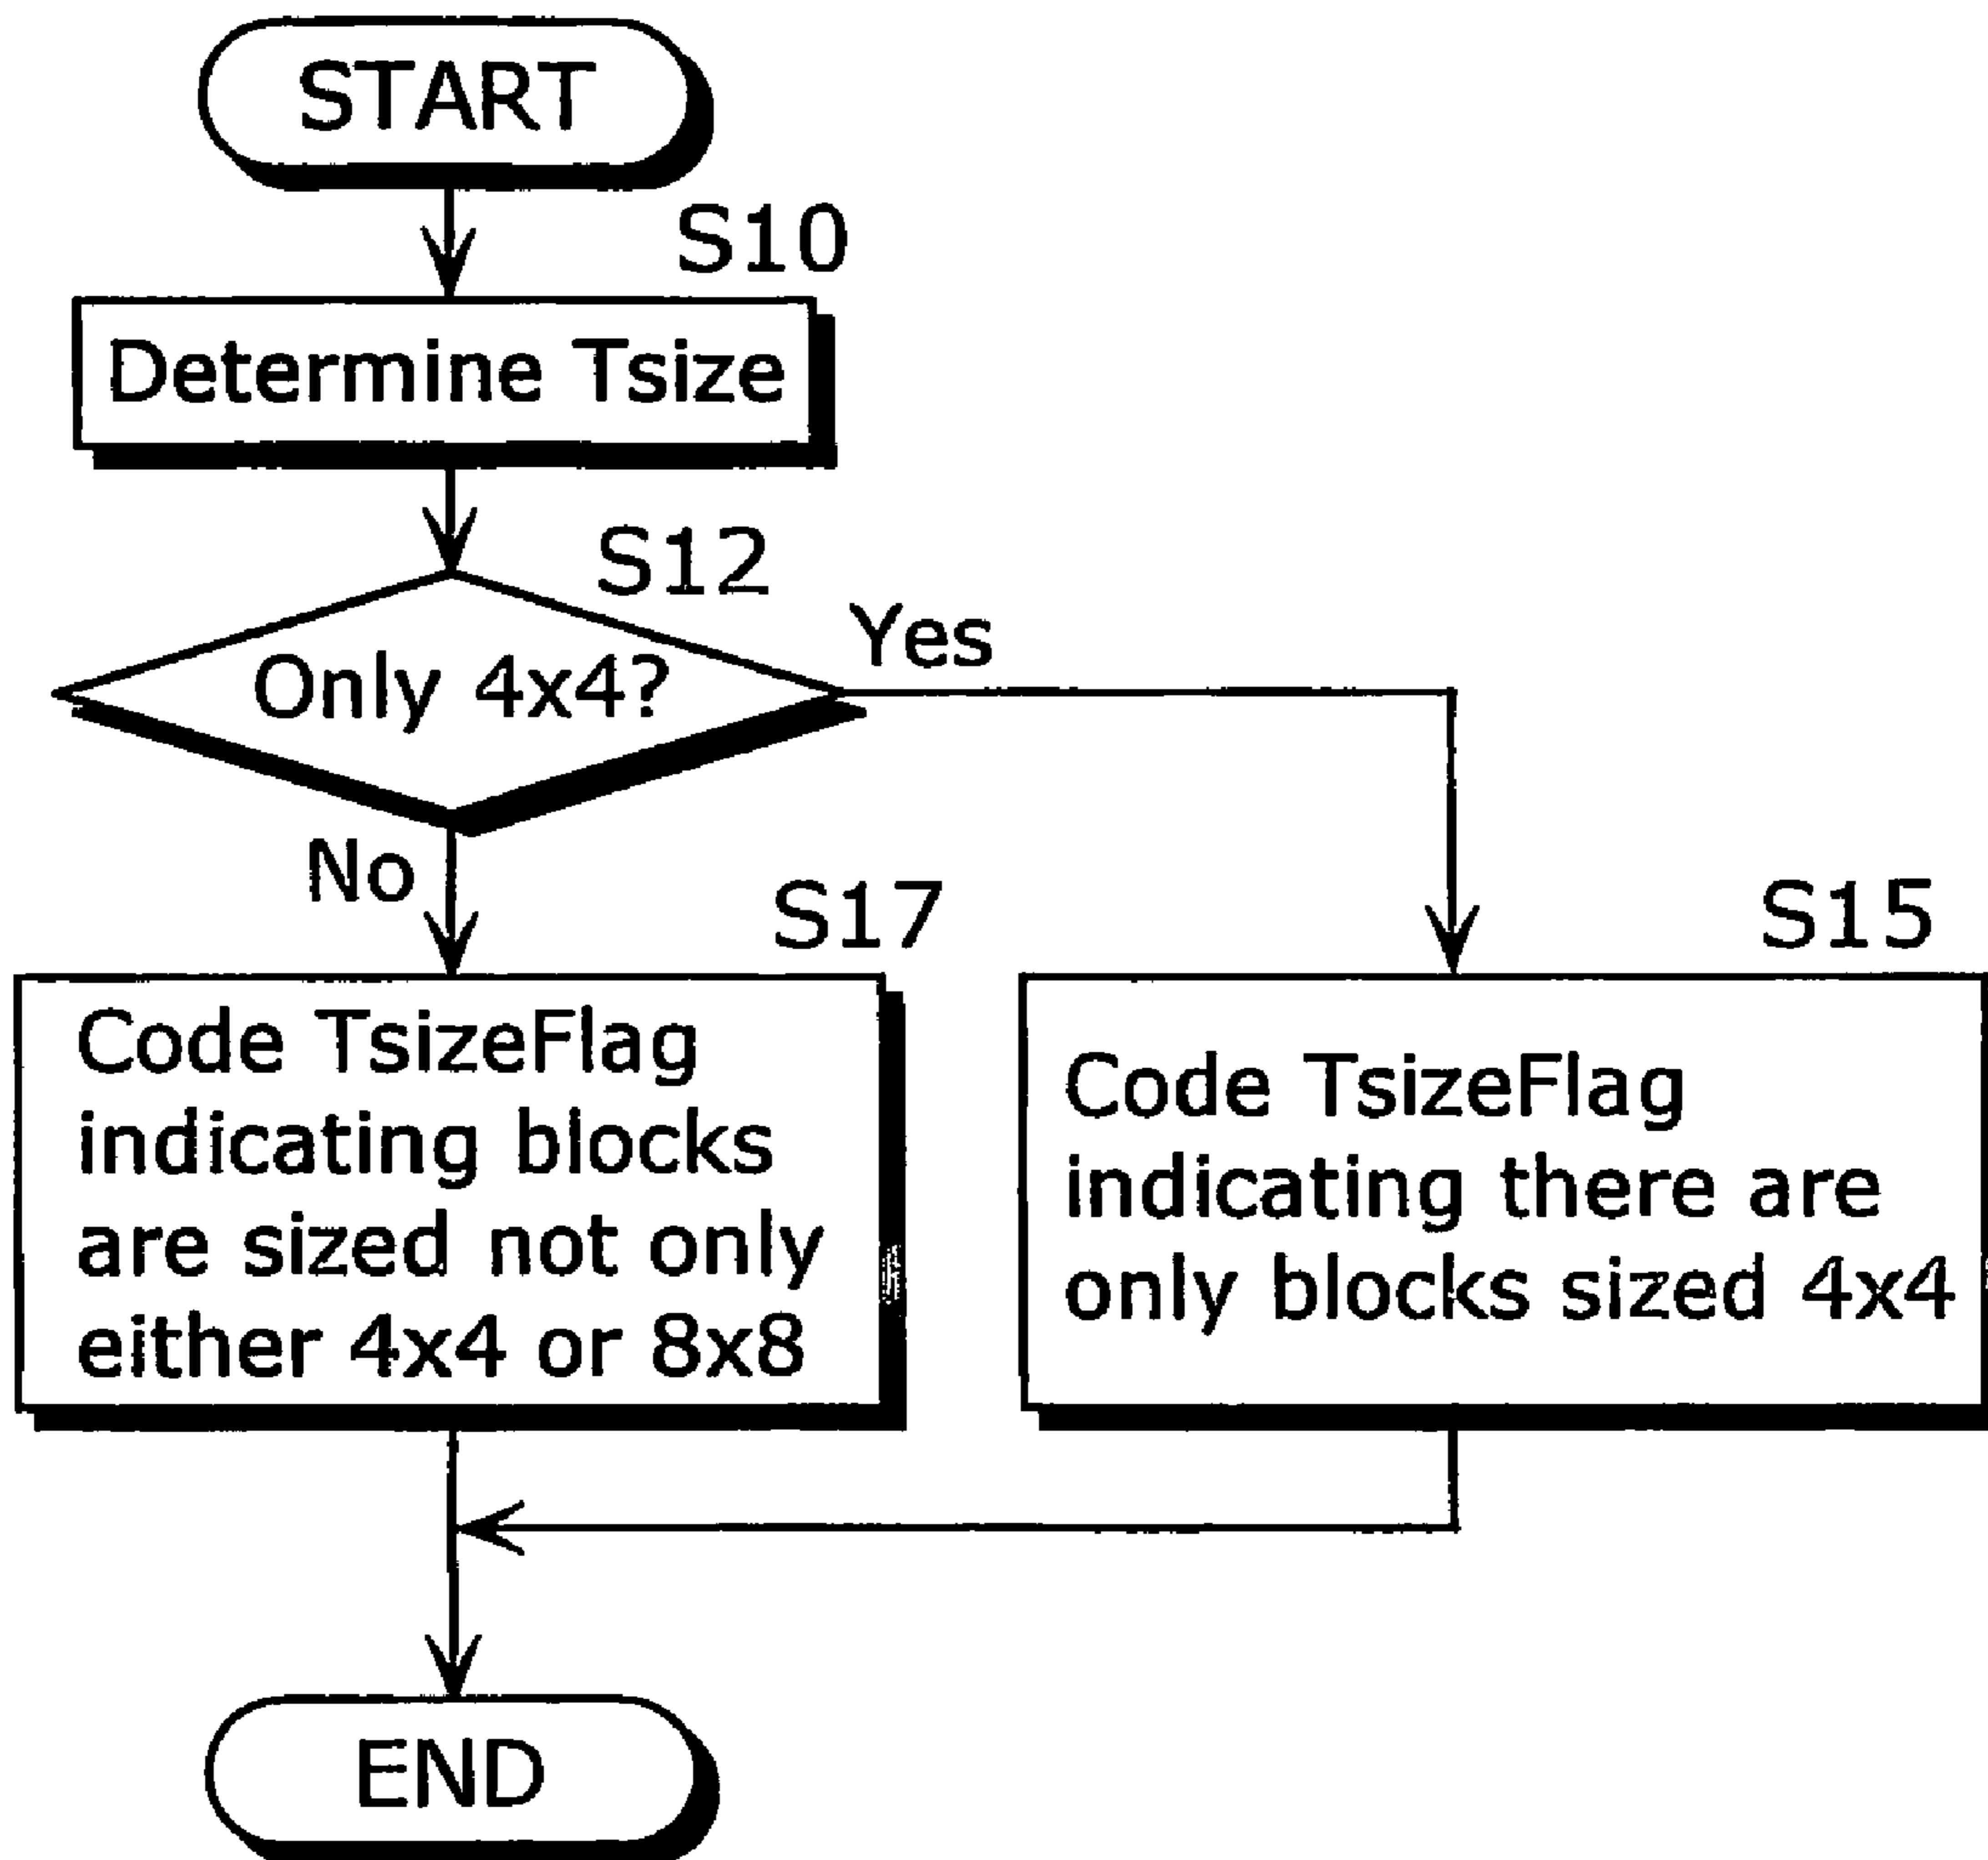 START
S10
Determine Tsize
S12
Only 4x4?
Yes
No
S17
Code TsizeFlag
indicating blocks
are sized not only
either 4x4 or 8x8
S15
Code TsizeFlag
indicating there are
only blocks sized 4x4
END